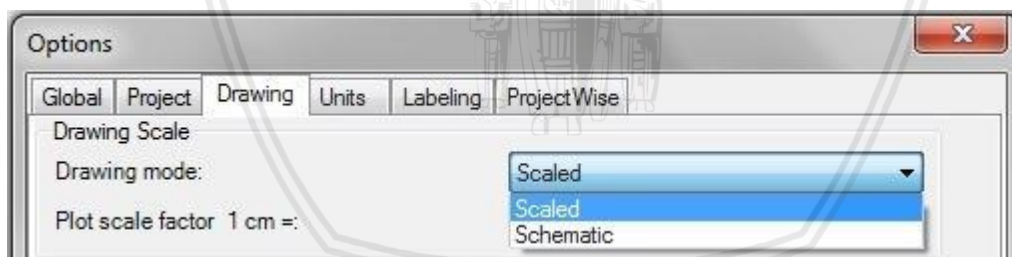 Options
Global Project Drawing Units Labeling ProjectWise
Drawing Scale
Drawing mode: Scaled
Scaled
Plot scale factor 1 cm =:
Schematic